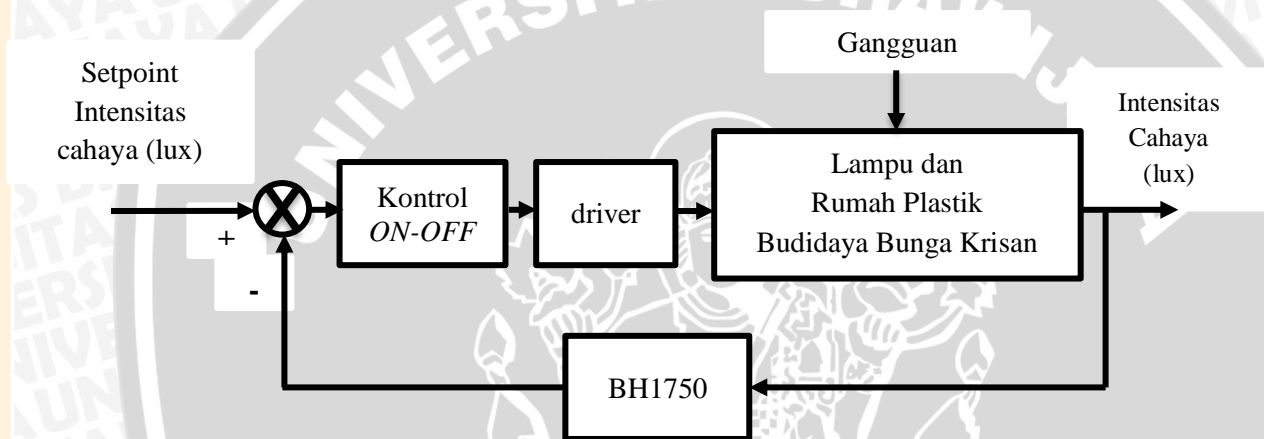 Setpoint
Intensitas
cahaya (lux)
Gangguan
Intensitas
Cahaya
(lux)
+
-
Kontrol
ON-OFF
driver
Lampu dan
Rumah Plastik
Budidaya Bunga Krisan
BH1750